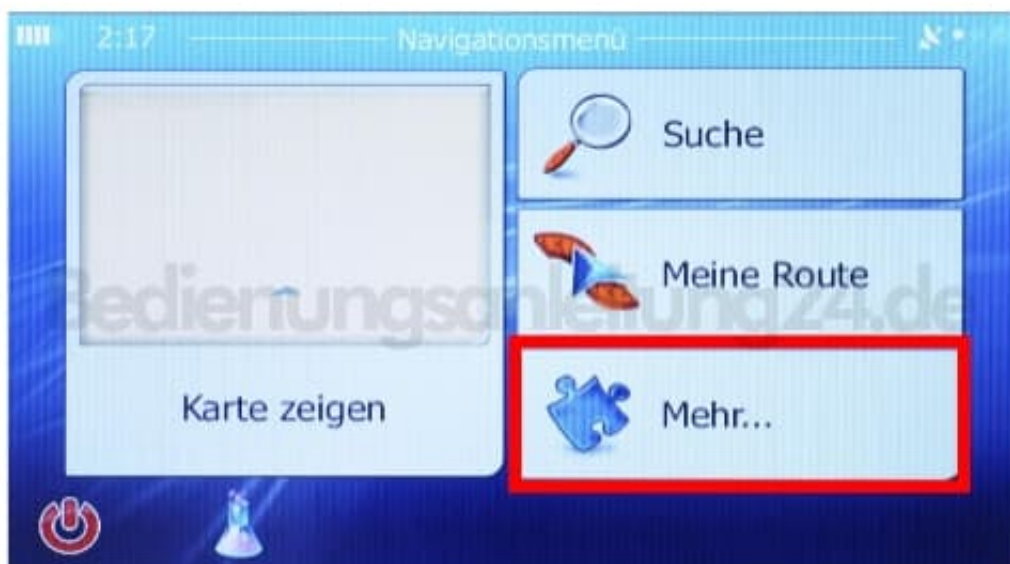 2:17 Navigationsmenü
Suche
Meine Route
Bedienungsanleitung24.de
Karte zeigen
Mehr...